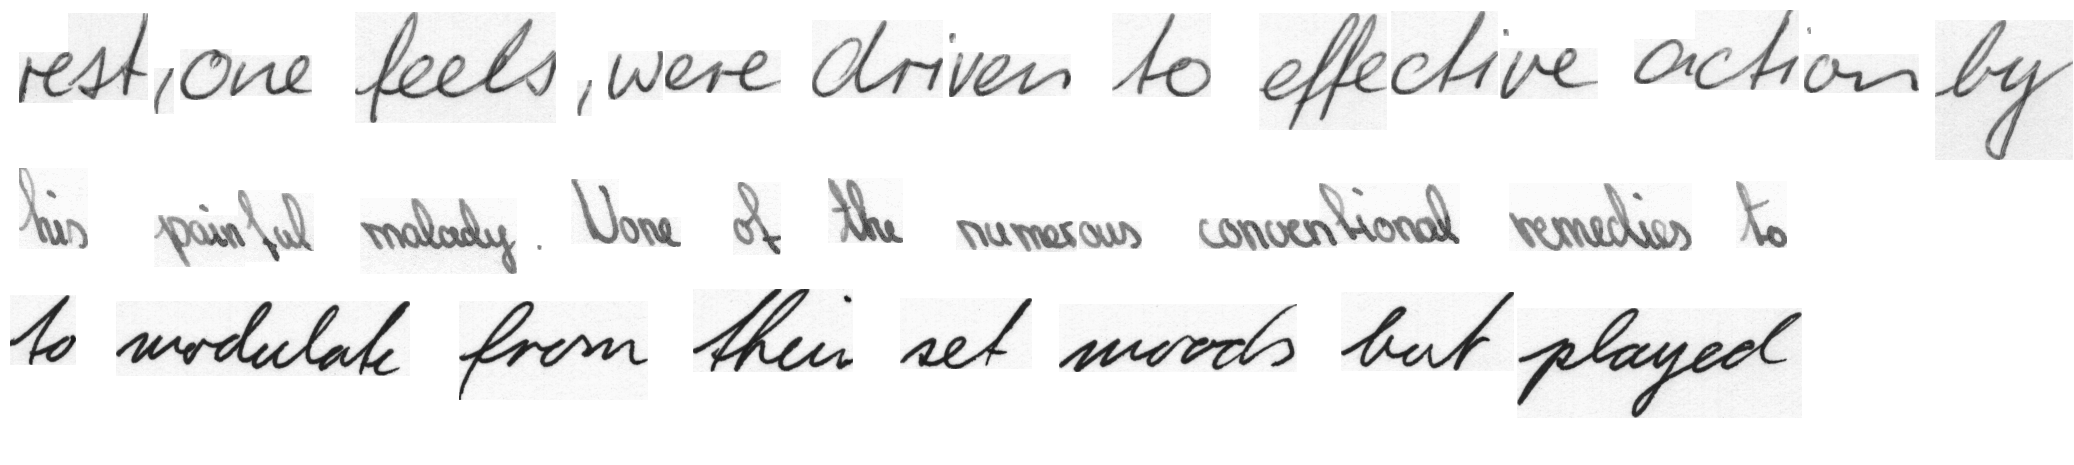 rest, one feels, were driven to effective action by
his painful malady. None of the numerous conventional remedies to
to modulate from their set moods but played